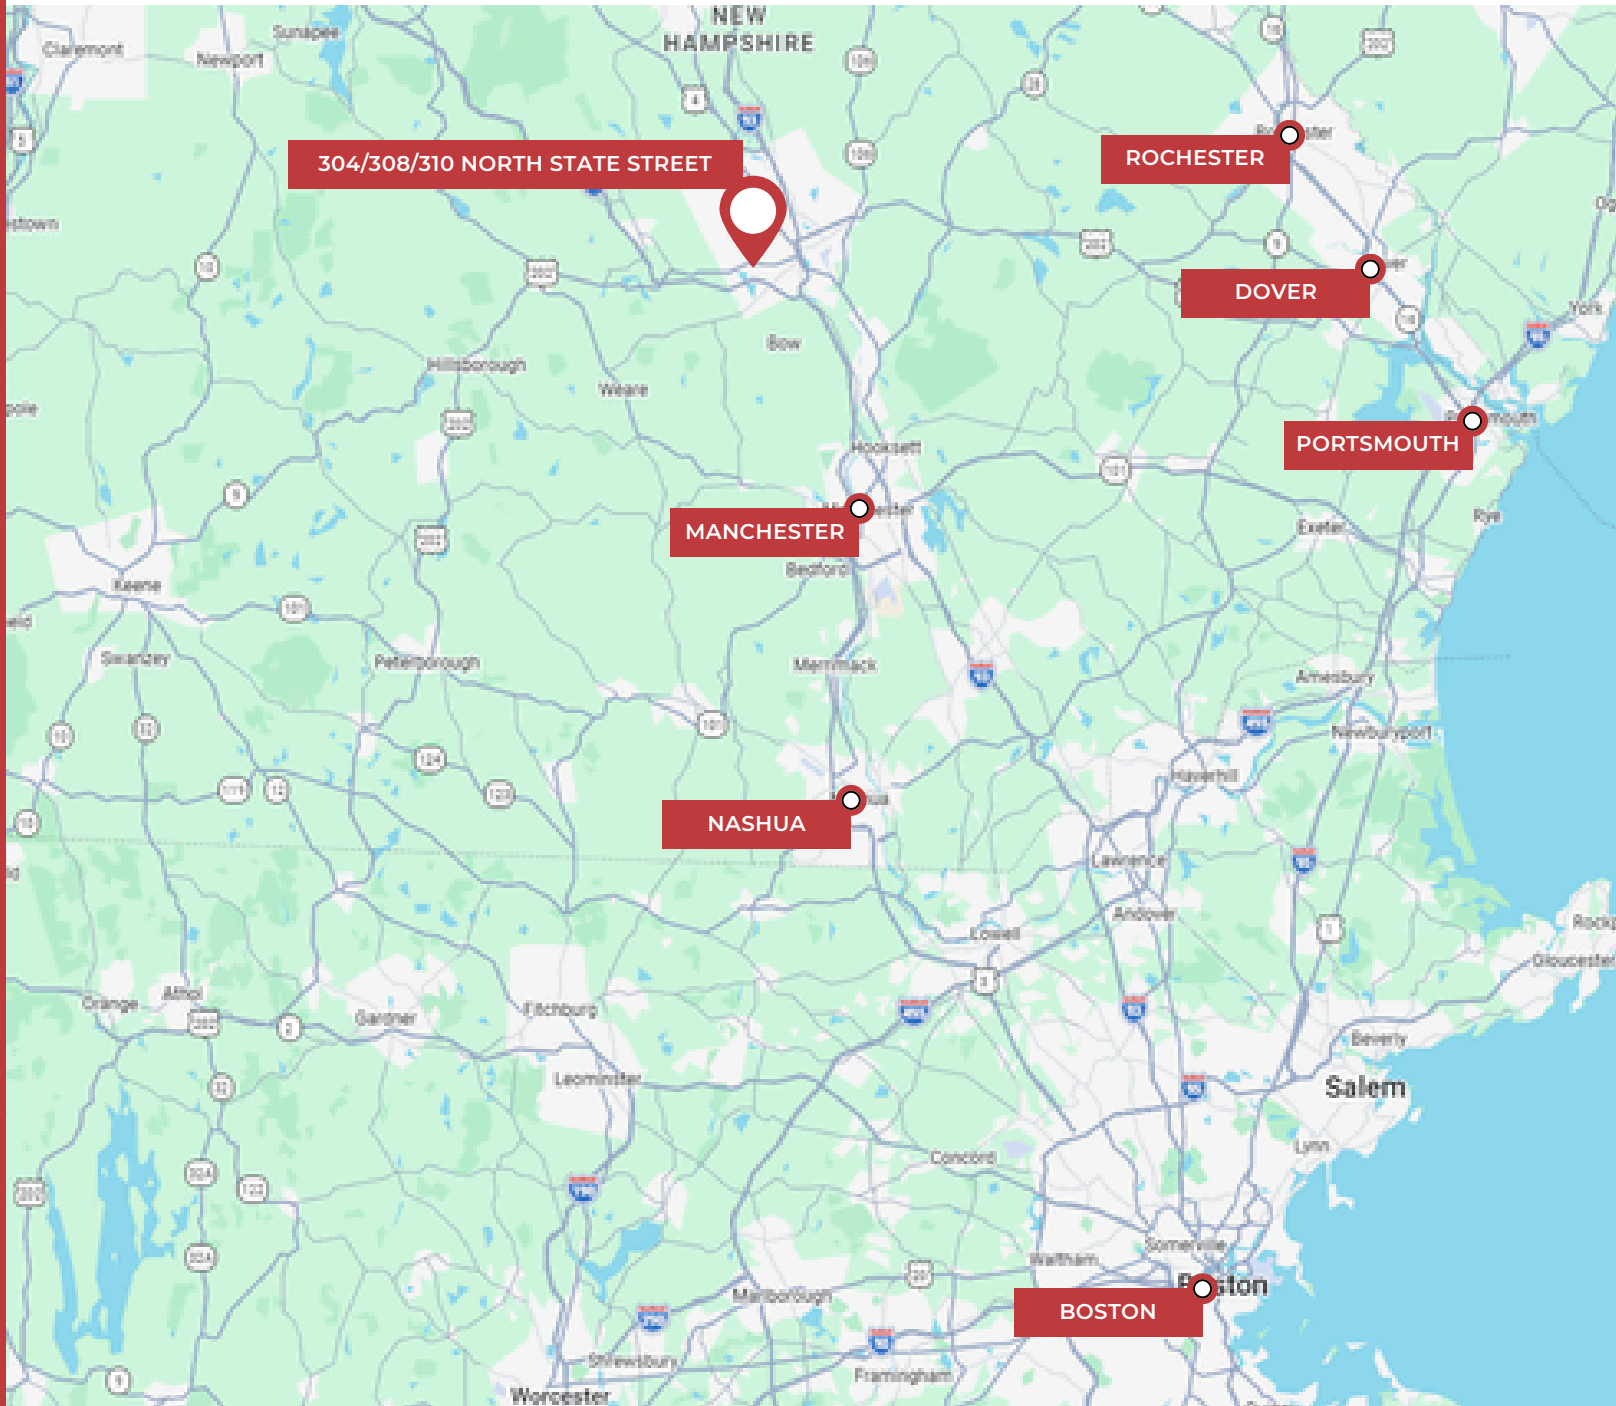 NEW
HAMPSHIRE
Claremont
Sunapee
Newport
304/308/310 NORTH STATE STREET
ROCHESTER
DOVER
York
Bow
Hillsborough
Weare
PORTSMOUTH
Hooksett
MANCHESTER
Exeter
Rye
Bedford
Keene
Swanzey
Peterborough
Merrimack
Amesbury
Newburyport
Haverhill
NASHUA
Lawrence
Andover
Lowell
Gloucester
Orange
Athol
Gardner
Fitchburg
Beverly
Leominster
Salem
Lynn
Concord
Somerville
Waltham
Boston
BOSTON
Marlborough
Shrewsbury
Framingham
Worcester